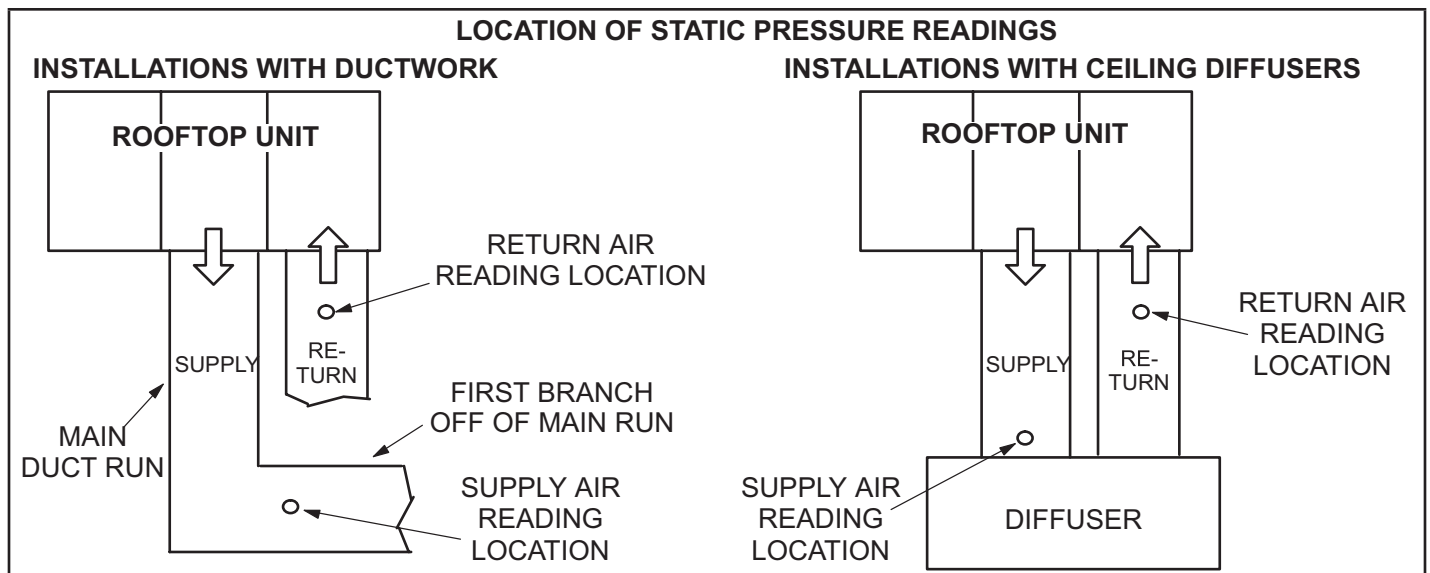 LOCATION OF STATIC PRESSURE READINGS
INSTALLATIONS WITH DUCTWORK
ROOFTOP UNIT
RETURN AIR
READING LOCATION
SUPPLY
RE-
TURN
FIRST BRANCH
OFF OF MAIN RUN
MAIN
DUCT RUN
SUPPLY AIR
READING
LOCATION
INSTALLATIONS WITH CEILING DIFFUSERS
ROOFTOP UNIT
RETURN AIR
READING
LOCATION
SUPPLY
RE-
TURN
SUPPLY AIR
READING
LOCATION
DIFFUSER